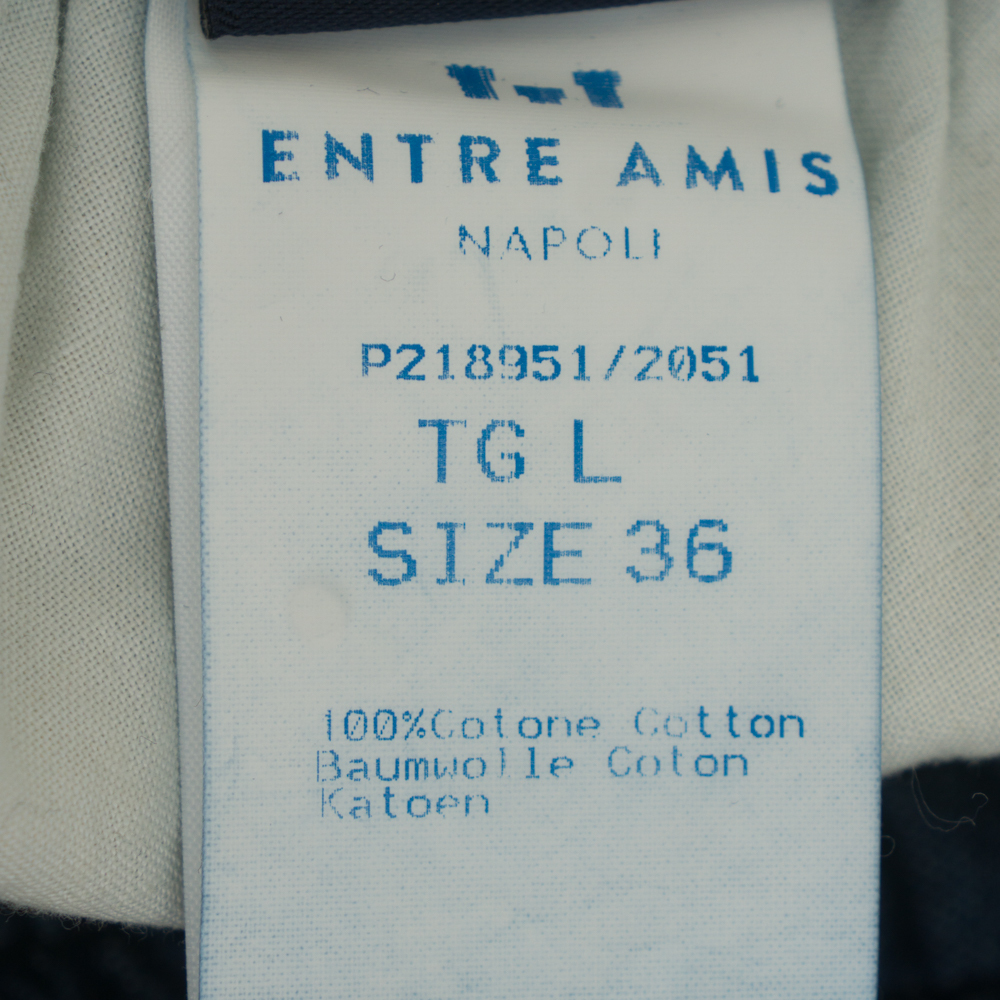 ENTRE AMIS
NAPOLI
P218951/2051
TG L
SIZE 36
100%Cotone Cotton
Baumwolle Coton
Katoen